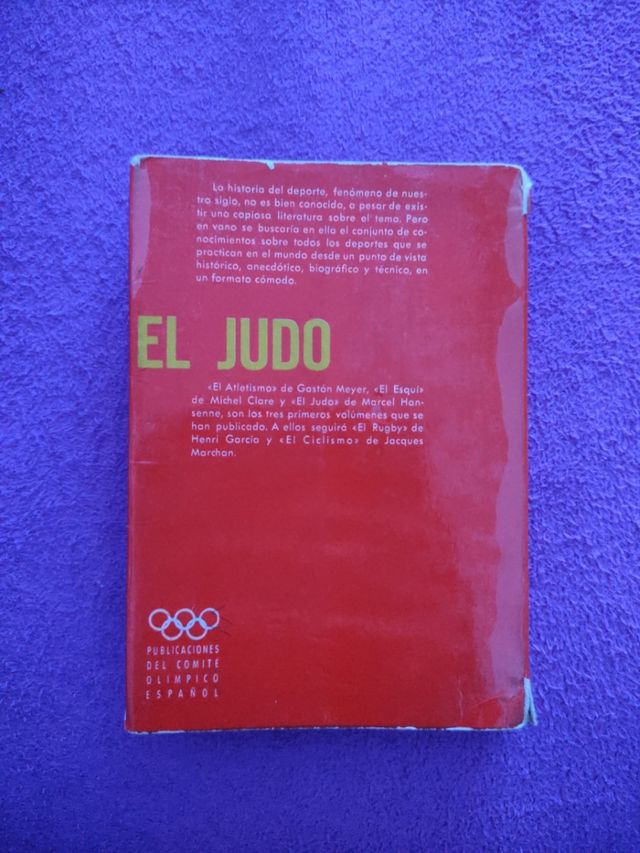 La historia del deporte, fenómeno de nues-
tro siglo, no es bien conocida, a pesar de exis-
tir una copiosa literatura sobre el tema. Pero
en vano se buscaría en ella el conjunto de co-
nocimientos sobre todos los deportes que se
practican en el mundo desde un punto de vista
histórico, anecdótico, biográfico y técnico, en
un formato cómodo.
EL JUDO
«El Atletismo» de Gastón Meyer, «El Esquí»
de Michel Clare y «El Judo» de Marcel Han-
senne, son los tres primeros volúmenes que se
han publicado. A ellos seguirá «El Rugby» de
Henri García y «El Ciclismo» de Jacques
Marchan.
PUBLICACIONES
DEL COMITE
OLIMPICO
ESPAÑOL